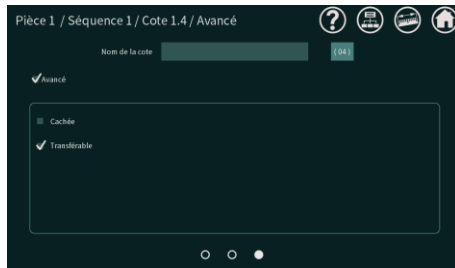 Pièce 1 / Séquence 1 / Cote 1.4 / Avancé
Nom de la cote (04)
Avancé
Cachée
Transférable